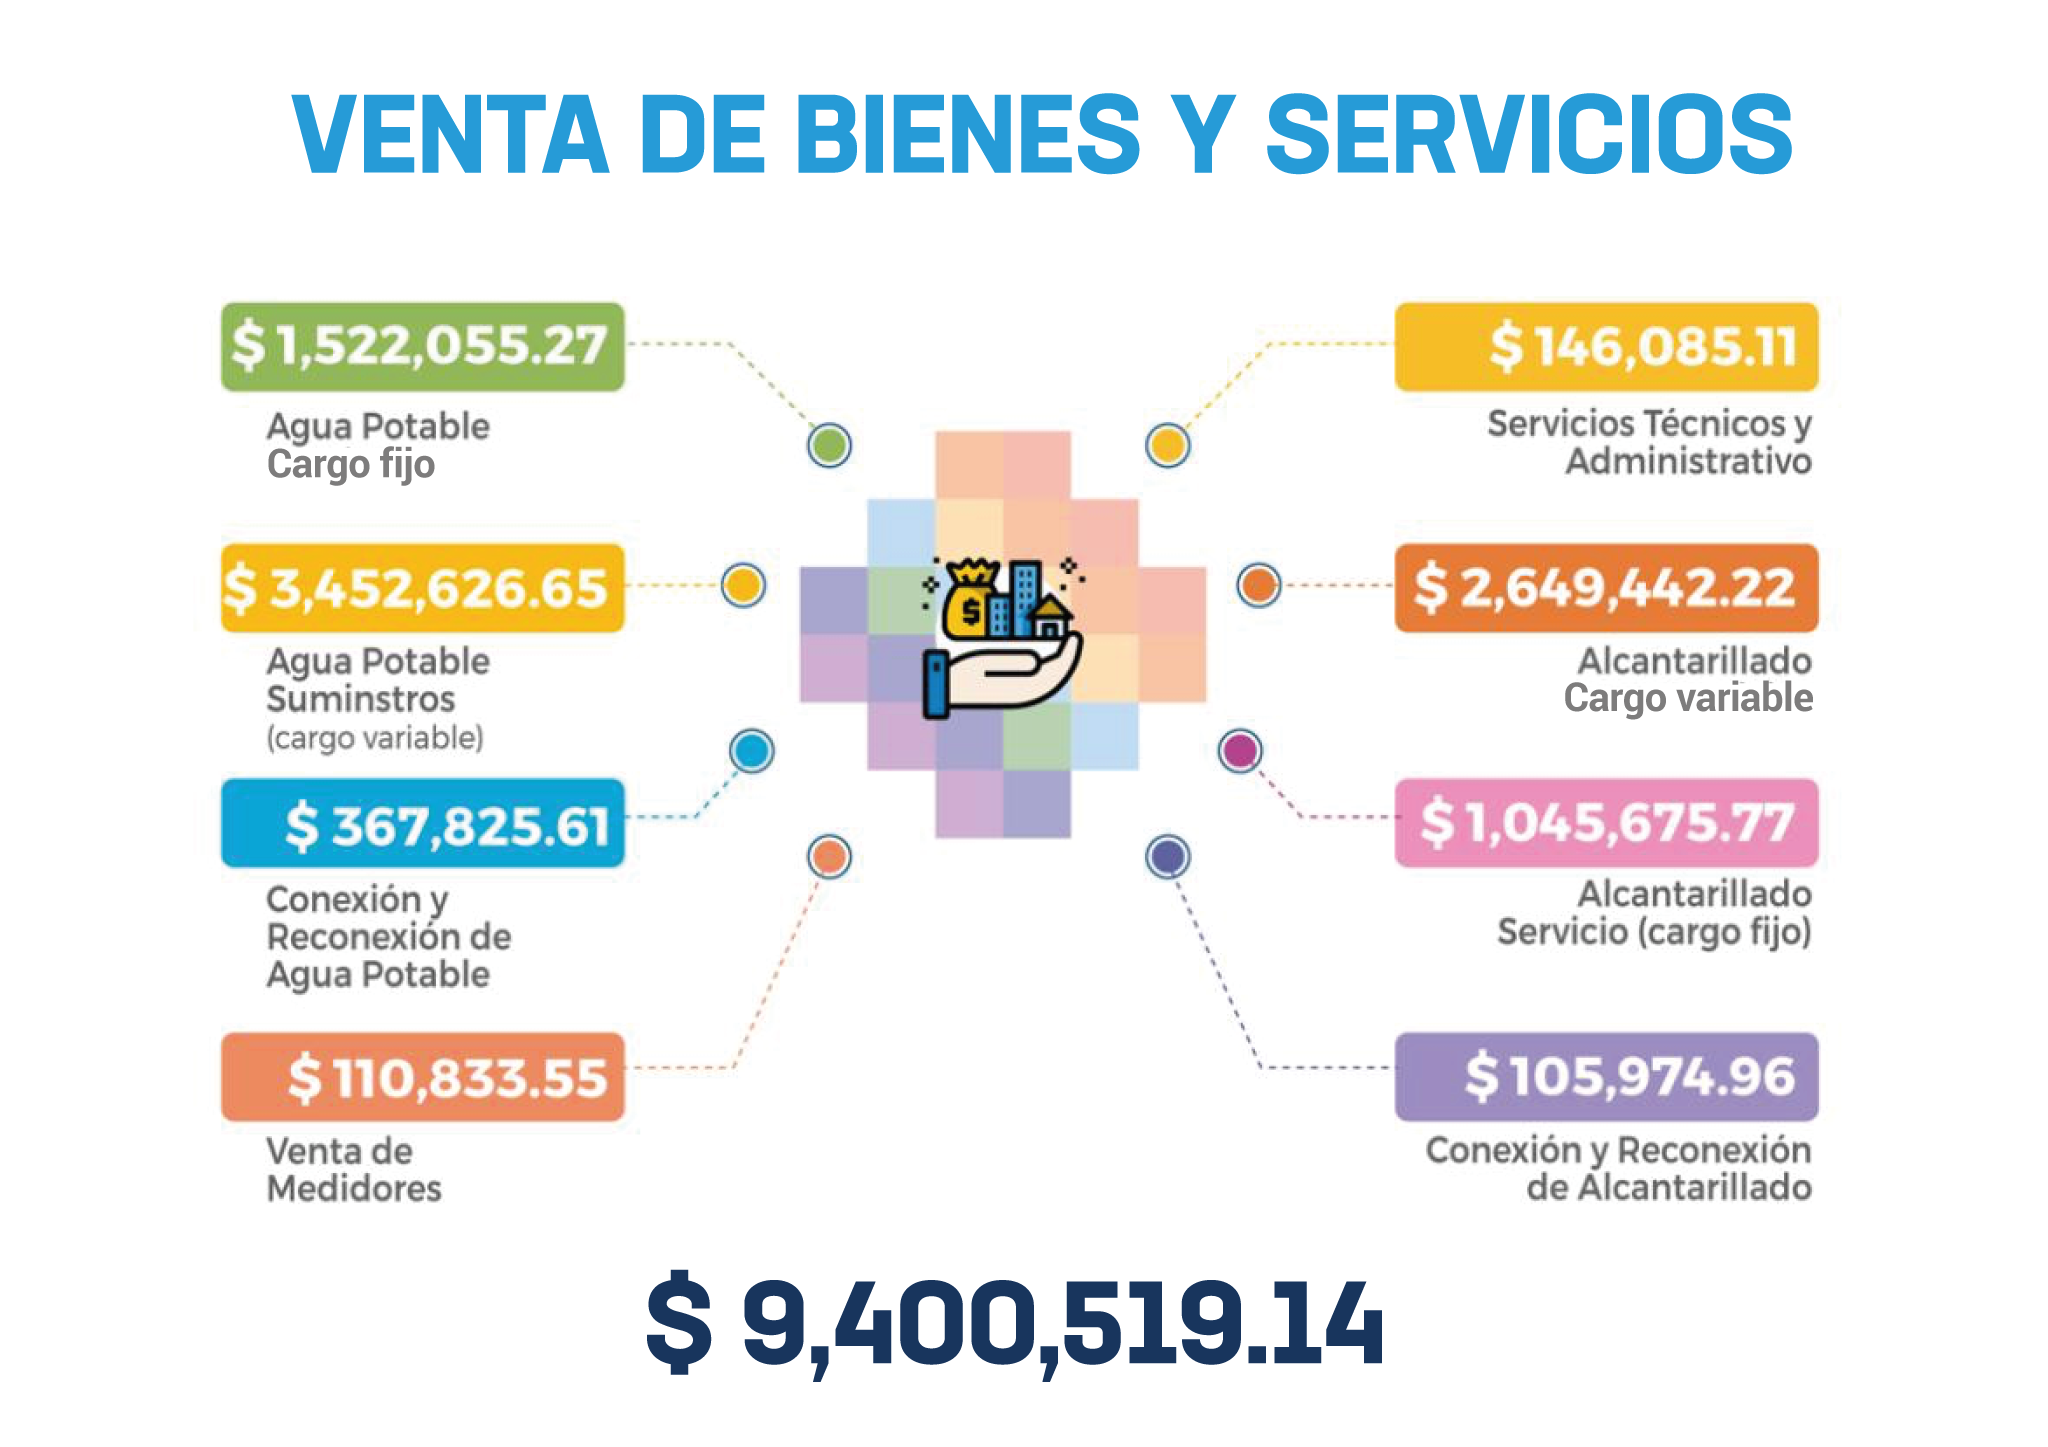 VENTA DE BIENES Y SERVICIOS
$ 1,522,055.27
Agua Potable
Cargo fijo
$ 3,452,626.65
Agua Potable
Suminstros
(cargo variable)
$ 367,825.61
Conexión y
Reconexión de
Agua Potable
$ 110,833.55
Venta de
Medidores
$ 146,085.11
Servicios Técnicos y
Administrativo
$ 2,649,442.22
Alcantarillado
Cargo variable
$ 1,045,675.77
Alcantarillado
Servicio (cargo fijo)
$ 105,974.96
Conexión y Reconexión
de Alcantarillado
$ 9,400,519.14